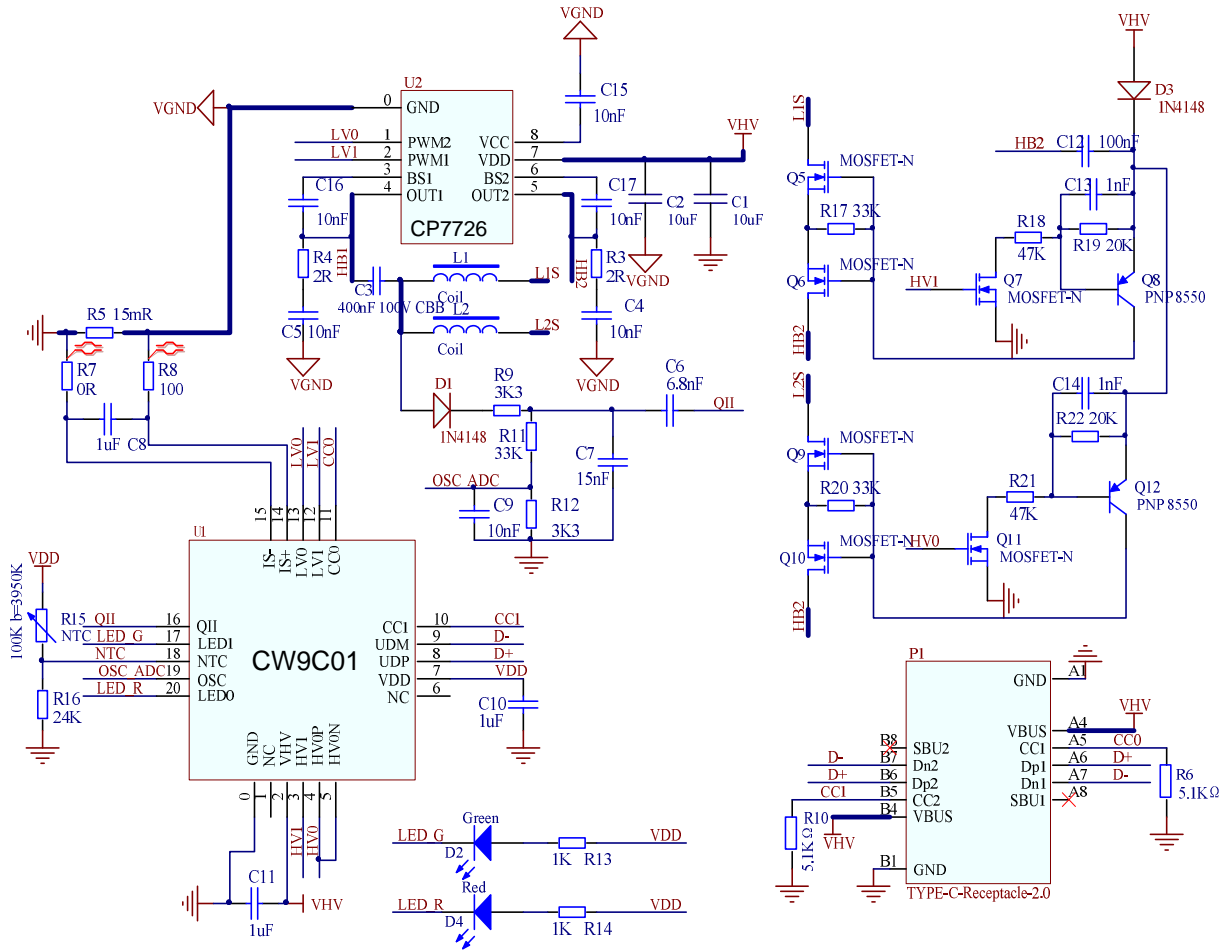 VGND
VHV
U2
VGND
0 GND
C15
10nF
D3
1N4148
L1S
LV0 1 PWM2
VCC 8
VHV
HB2 C12 100nF
LV1 2 PWM1
VDD 7
MOSFET-N
3 BS1
BS2 6
4 OUT1
OUT2 5
C16
10nF
C17
10nF
C2
10uF
C1
10uF
Q5
C13 1nF
CP7726
R17 33K
R18
47K
R19 20K
R4
2R
HB1
L1
L1S
HB2
R3
2R
VGND
MOSFET-N
Q6
HV1
Q7
MOSFET-N
Q8
PNP 8550
C3
400nF 100V CBB
Coil
L2
L2S
Coil
C5
10nF
C4
10nF
R5 15mR
VGND
VGND
HB2
R7
0R
R8
100
C6
6.8nF
L2S
C14 1nF
D1
1N4148
R9
3K3
QII
R22 20K
1uF C8
R11
33K
MOSFET-N
Q9
LV0
LV1
CC0
C7
15nF
OSC ADC
R20 33K
R21
47K
Q12
PNP 8550
C9
10nF
R12
3K3
15
14
13
12
11
U1
IS-
IS+
LV0
LV1
CC0
MOSFET-N
Q10
HV0
Q11
MOSFET-N
VDD
HB2
100K b=3950K
R15
NTC
QII 16 QII
CC1 10 CC1
LED G 17 LED1
UDM 9 D-
NTC 18 NTC
UDP 8 D+
OSC ADC 19 OSC
VDD 7 VDD
LED R 20 LED0
NC 6
CW9C01
R16
24K
C10
1uF
P1
GND A1
VHV
VBUS A4
B8 SBU2
CC1 A5 CC0
D- B7 Dn2
Dp1 A6 D+
D+ B6 Dp2
Dn1 A7 D-
CC1 B5 CC2
SBU1 A8
B4 VBUS
R6
5.1KΩ
R10
5.1KΩ
VHV
B1 GND
TYPE-C-Receptacle-2.0
GND
NC
VHV
HV1
HV0P
HV0N
0
1
2
3
4
5
HV1
HV0
C11
1uF
VHV
LED G
Green
D2
1K R13
VDD
LED R
Red
D4
1K R14
VDD